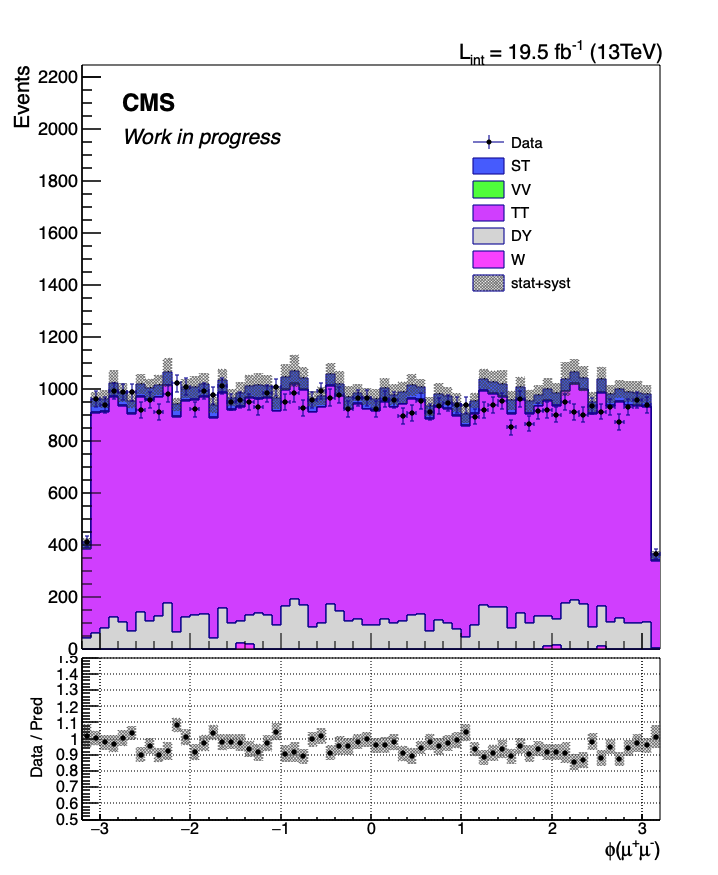 L_int = 19.5 fb^-1 (13TeV)
Events
2200
2000
1800
1600
1400
1200
1000
800
600
400
200
0
CMS
Work in progress
Data
ST
VV
TT
DY
W
stat+syst
Data / Pred
1.5
1.4
1.3
1.2
1.1
1
0.9
0.8
0.7
0.6
0.5
−3 −2 −1 0 1 2 3
ϕ(μ⁺μ⁻)